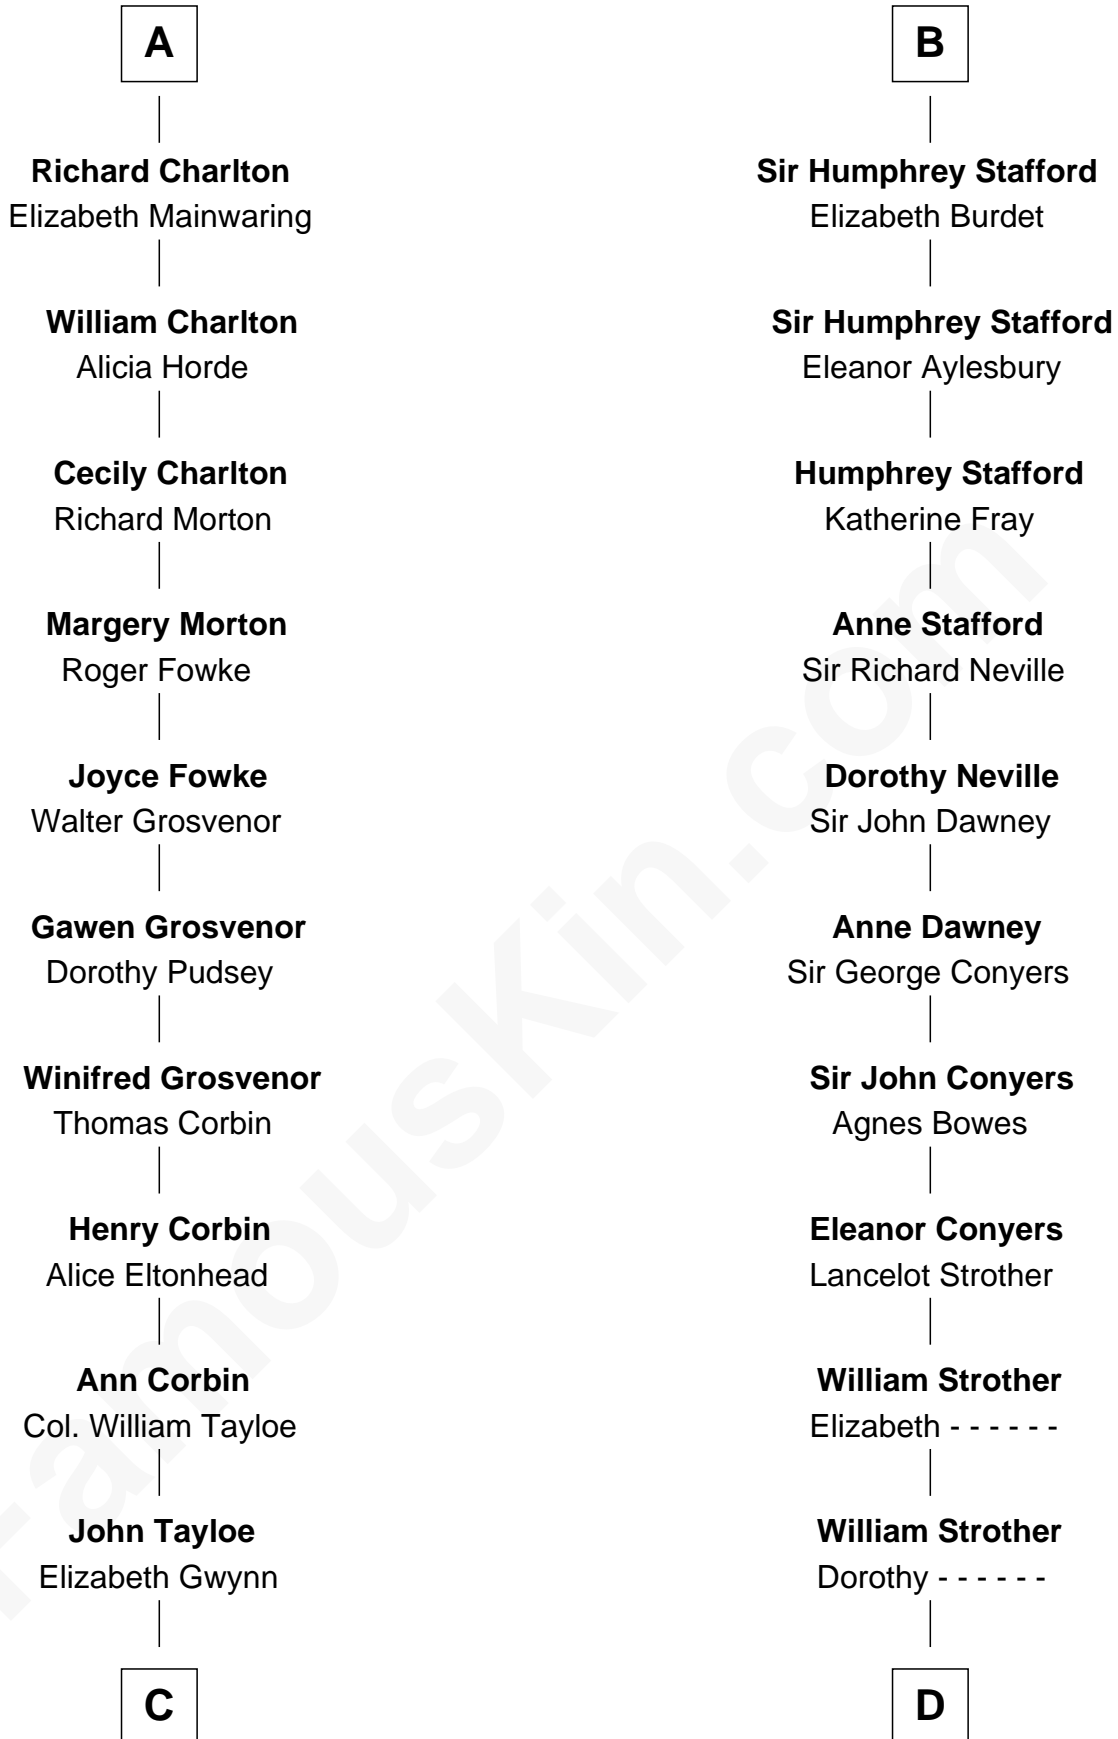 A
Richard Charlton
Elizabeth Mainwaring
William Charlton
Alicia Horde
Cecily Charlton
Richard Morton
Margery Morton
Roger Fowke
Joyce Fowke
Walter Grosvenor
Gawen Grosvenor
Dorothy Pudsey
Winifred Grosvenor
Thomas Corbin
Henry Corbin
Alice Eltonhead
Ann Corbin
Col. William Tayloe
John Tayloe
Elizabeth Gwynn
C
B
Sir Humphrey Stafford
Elizabeth Burdet
Sir Humphrey Stafford
Eleanor Aylesbury
Humphrey Stafford
Katherine Fray
Anne Stafford
Sir Richard Neville
Dorothy Neville
Sir John Dawney
Anne Dawney
Sir George Conyers
Sir John Conyers
Agnes Bowes
Eleanor Conyers
Lancelot Strother
William Strother
Elizabeth - - - - - -
William Strother
Dorothy - - - - - -
D
FamousKin.com